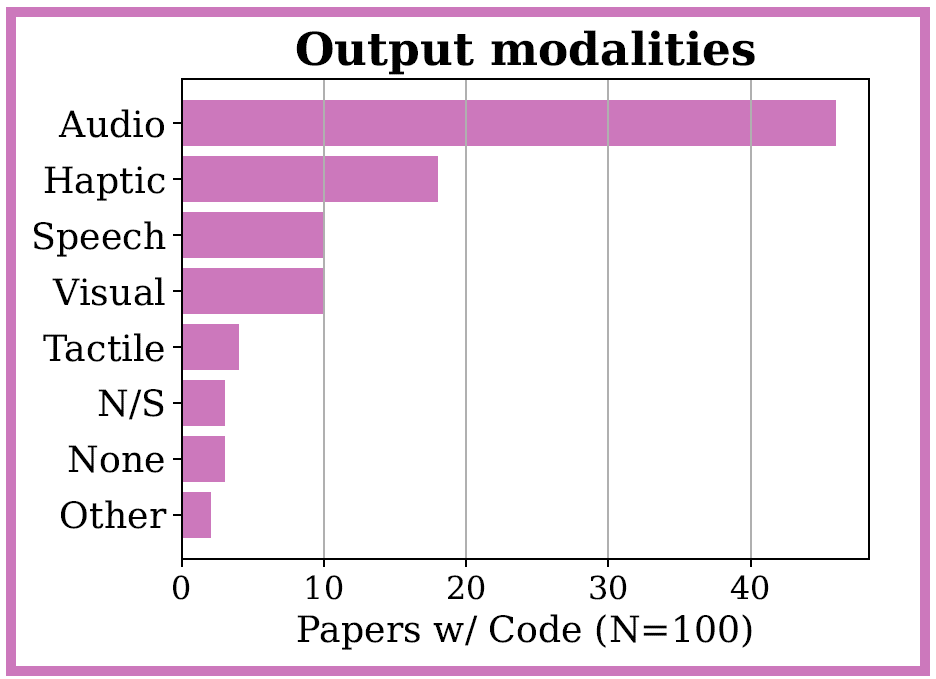 Output modalities
Audio
Haptic
Speech
Visual
Tactile
N/S
None
Other
0 10 20 30 40
Papers w/ Code (N=100)